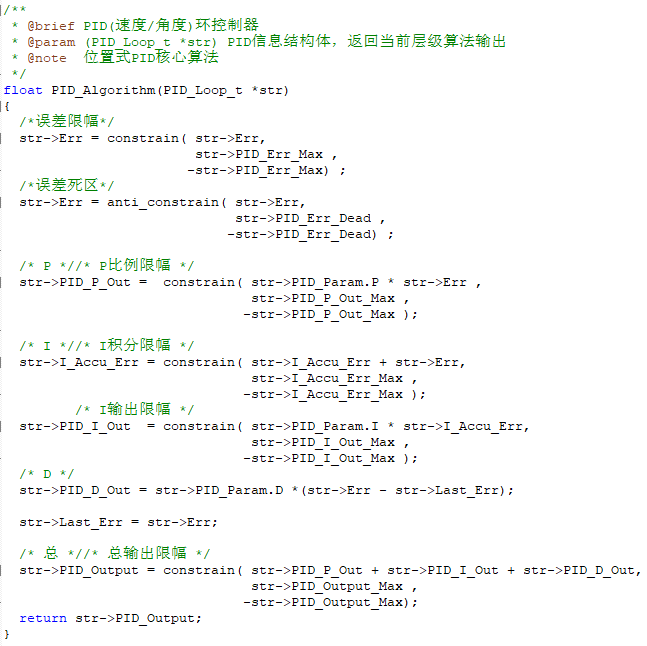 /**
 * @brief PID(速度/角度)环控制器
 * @param (PID_Loop_t *str) PID信息结构体，返回当前层级算法输出
 * @note  位置式PID核心算法
 */
float PID_Algorithm(PID_Loop_t *str)
{
  /*误差限幅*/
  str->Err = constrain( str->Err,
                        str->PID_Err_Max ,
                       -str->PID_Err_Max) ;
  /*误差死区*/
  str->Err = anti_constrain( str->Err,
                             str->PID_Err_Dead ,
                            -str->PID_Err_Dead) ;

  /* P *//* P比例限幅 */
  str->PID_P_Out =  constrain( str->PID_Param.P * str->Err ,
                               str->PID_P_Out_Max ,
                              -str->PID_P_Out_Max );

  /* I *//* I积分限幅 */
  str->I_Accu_Err = constrain( str->I_Accu_Err + str->Err,
                               str->I_Accu_Err_Max ,
                              -str->I_Accu_Err_Max );
         /* I输出限幅 */
  str->PID_I_Out  = constrain( str->PID_Param.I * str->I_Accu_Err,
                               str->PID_I_Out_Max ,
                              -str->PID_I_Out_Max );
  /* D */
  str->PID_D_Out = str->PID_Param.D *(str->Err - str->Last_Err);

  str->Last_Err = str->Err;

  /* 总 *//* 总输出限幅 */
  str->PID_Output = constrain( str->PID_P_Out + str->PID_I_Out + str->PID_D_Out,
                               str->PID_Output_Max ,
                              -str->PID_Output_Max);
  return str->PID_Output;
}